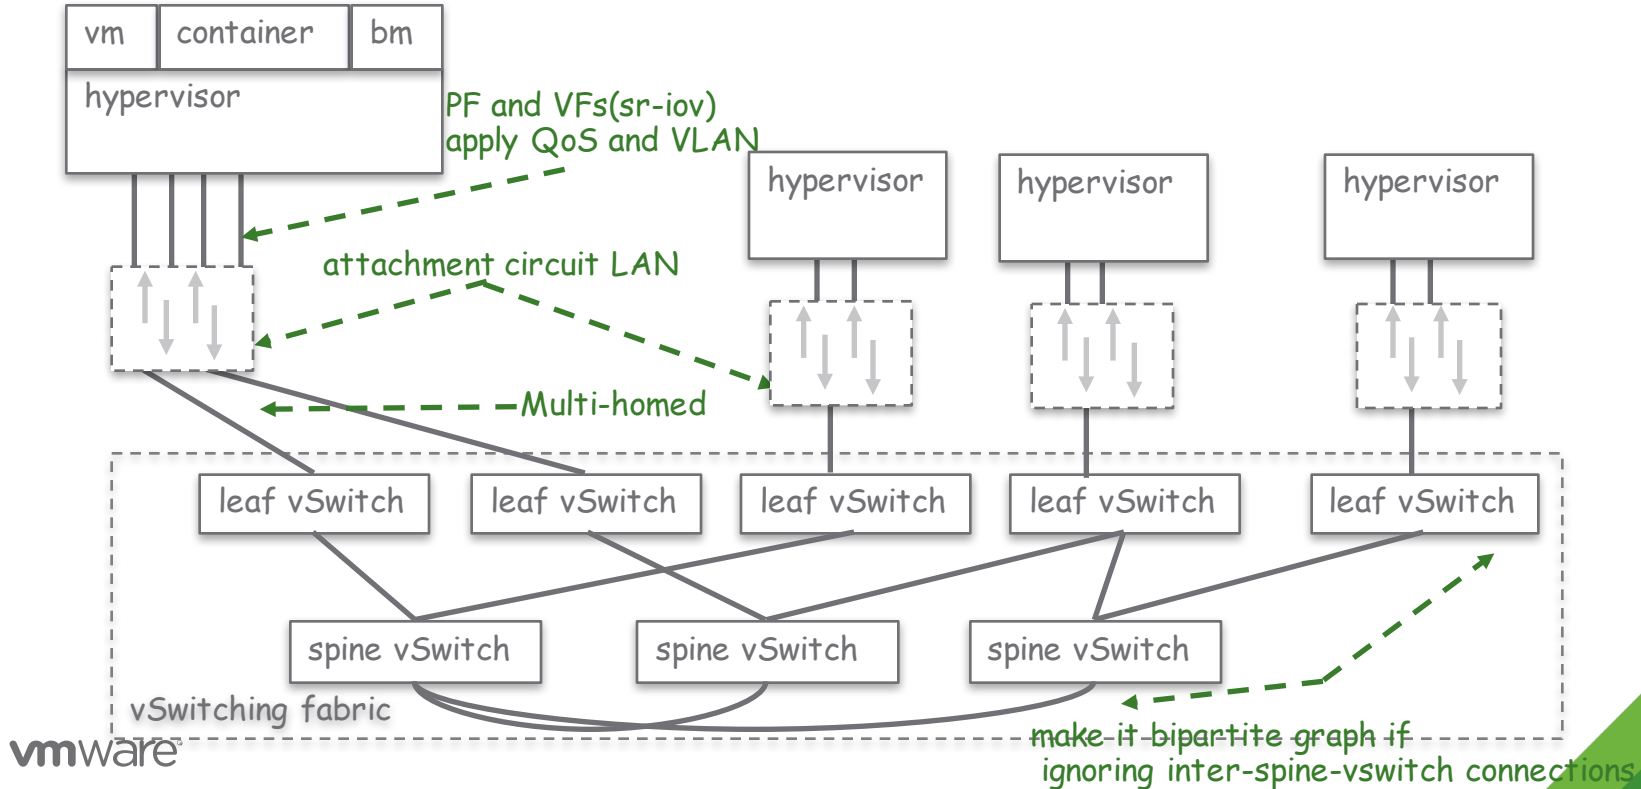 vm
container
bm
hypervisor
PF and VFs(sr-iov)
apply QoS and VLAN
hypervisor
hypervisor
hypervisor
attachment circuit LAN
Multi-homed
leaf vSwitch
leaf vSwitch
leaf vSwitch
leaf vSwitch
leaf vSwitch
spine vSwitch
spine vSwitch
spine vSwitch
vSwitching fabric
make it bipartite graph if
ignoring inter-spine-vswitch connections
vmware